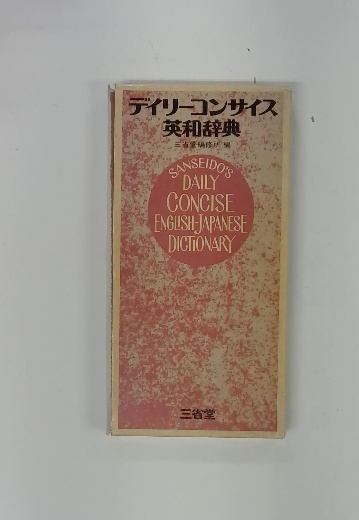 デイリーコンサイス
英和辞典
三省堂編修所 編
SANSEIDO'S
DAILY
CONCISE
ENGLISH-JAPANESE
DICTIONARY
三省堂